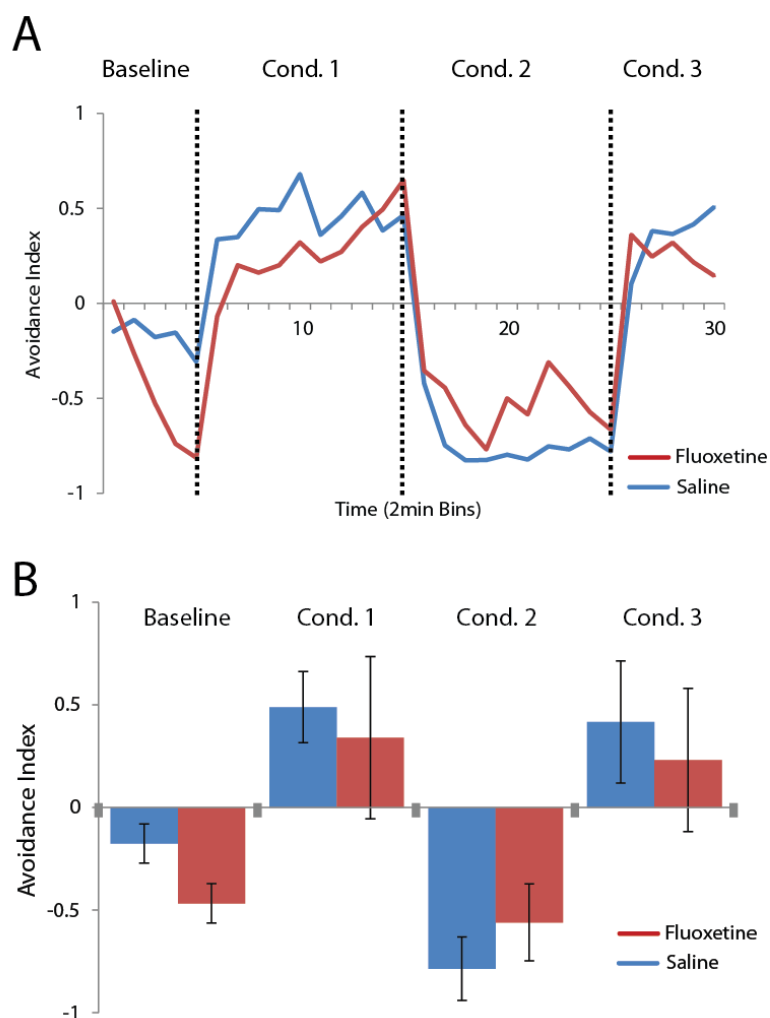 A
Baseline Cond. 1 Cond. 2 Cond. 3
1
0.5
0
-0.5
-1
Avoidance Index
10 20 30
Fluoxetine
Saline
Time (2min Bins)
B
Baseline Cond. 1 Cond. 2 Cond. 3
1
0.5
0
-0.5
-1
Avoidance Index
Fluoxetine
Saline